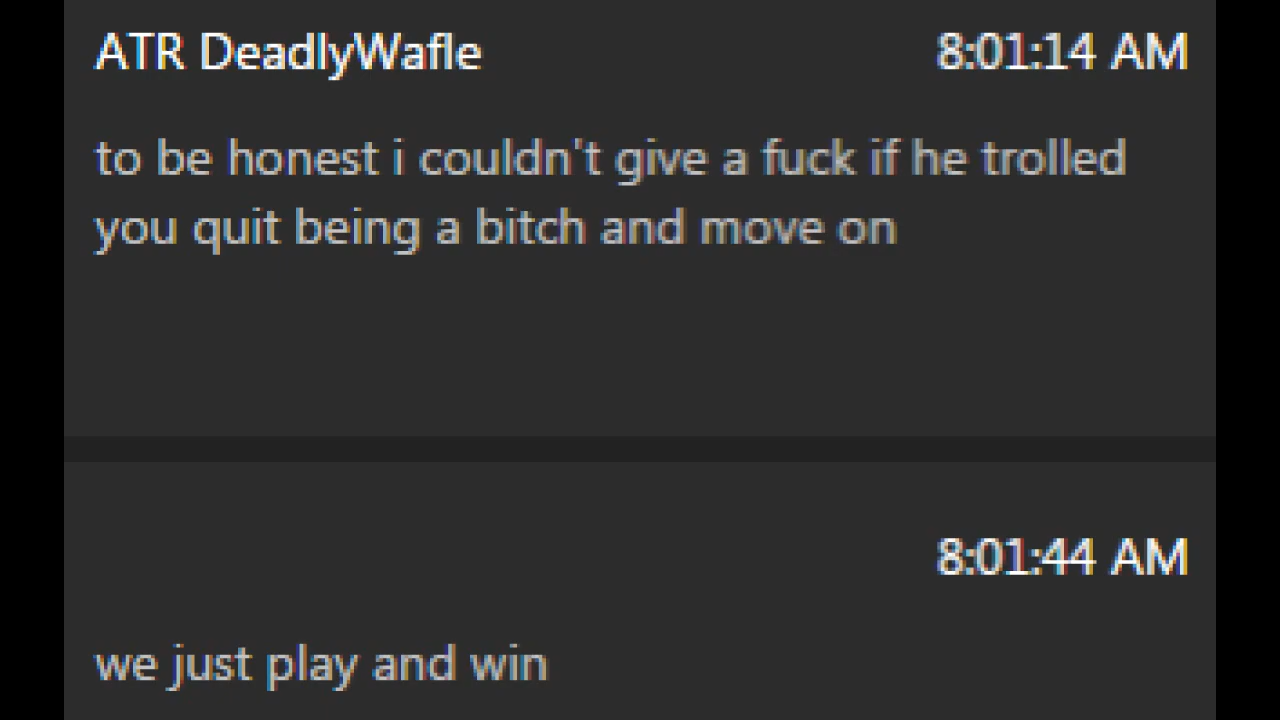 ATR DeadlyWafle 8:01:14 AM
to be honest i couldn't give a fuck if he trolled
you quit being a bitch and move on
8:01:44 AM
we just play and win